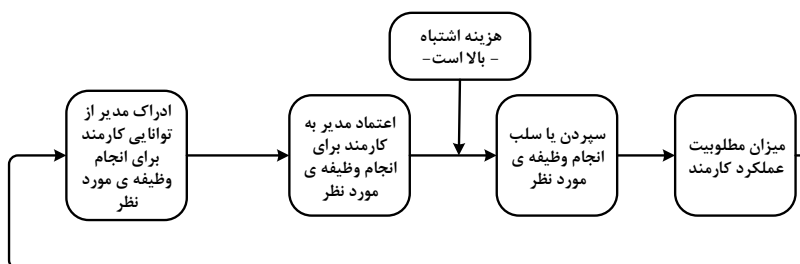 هزینه اشتباه
- بالا است-
ادراک مدیر از
توانایی کارمند
برای انجام
وظیفه ی مورد
نظر
اعتماد مدیر به
کارمند برای
انجام وظیفه ی
مورد نظر
سپردن یا سلب
انجام وظیفه ی
مورد نظر
میزان مطلوبیت
عملکرد کارمند